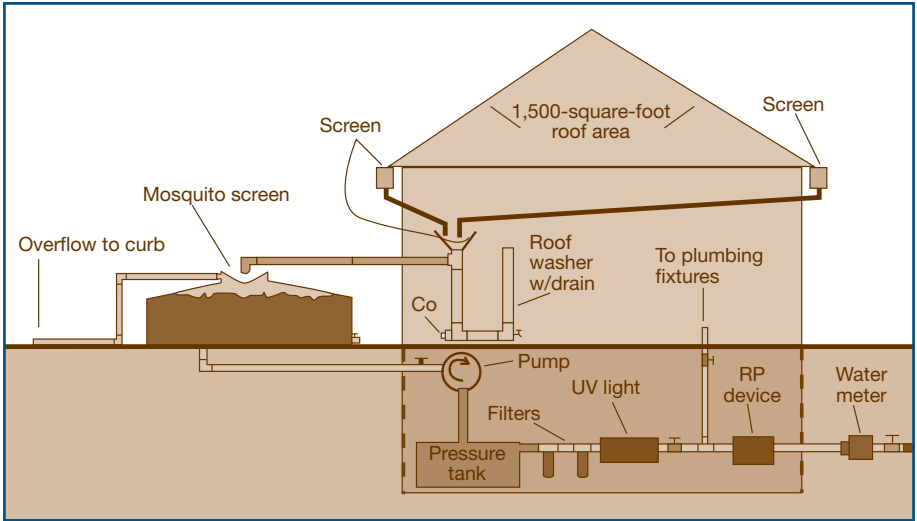 1,500-square-foot
roof area
Screen
Screen
Mosquito screen
Overflow to curb
Roof
washer
w/drain
To plumbing
fixtures
Co
Pump
UV light
RP
device
Water
meter
Filters
Pressure
tank